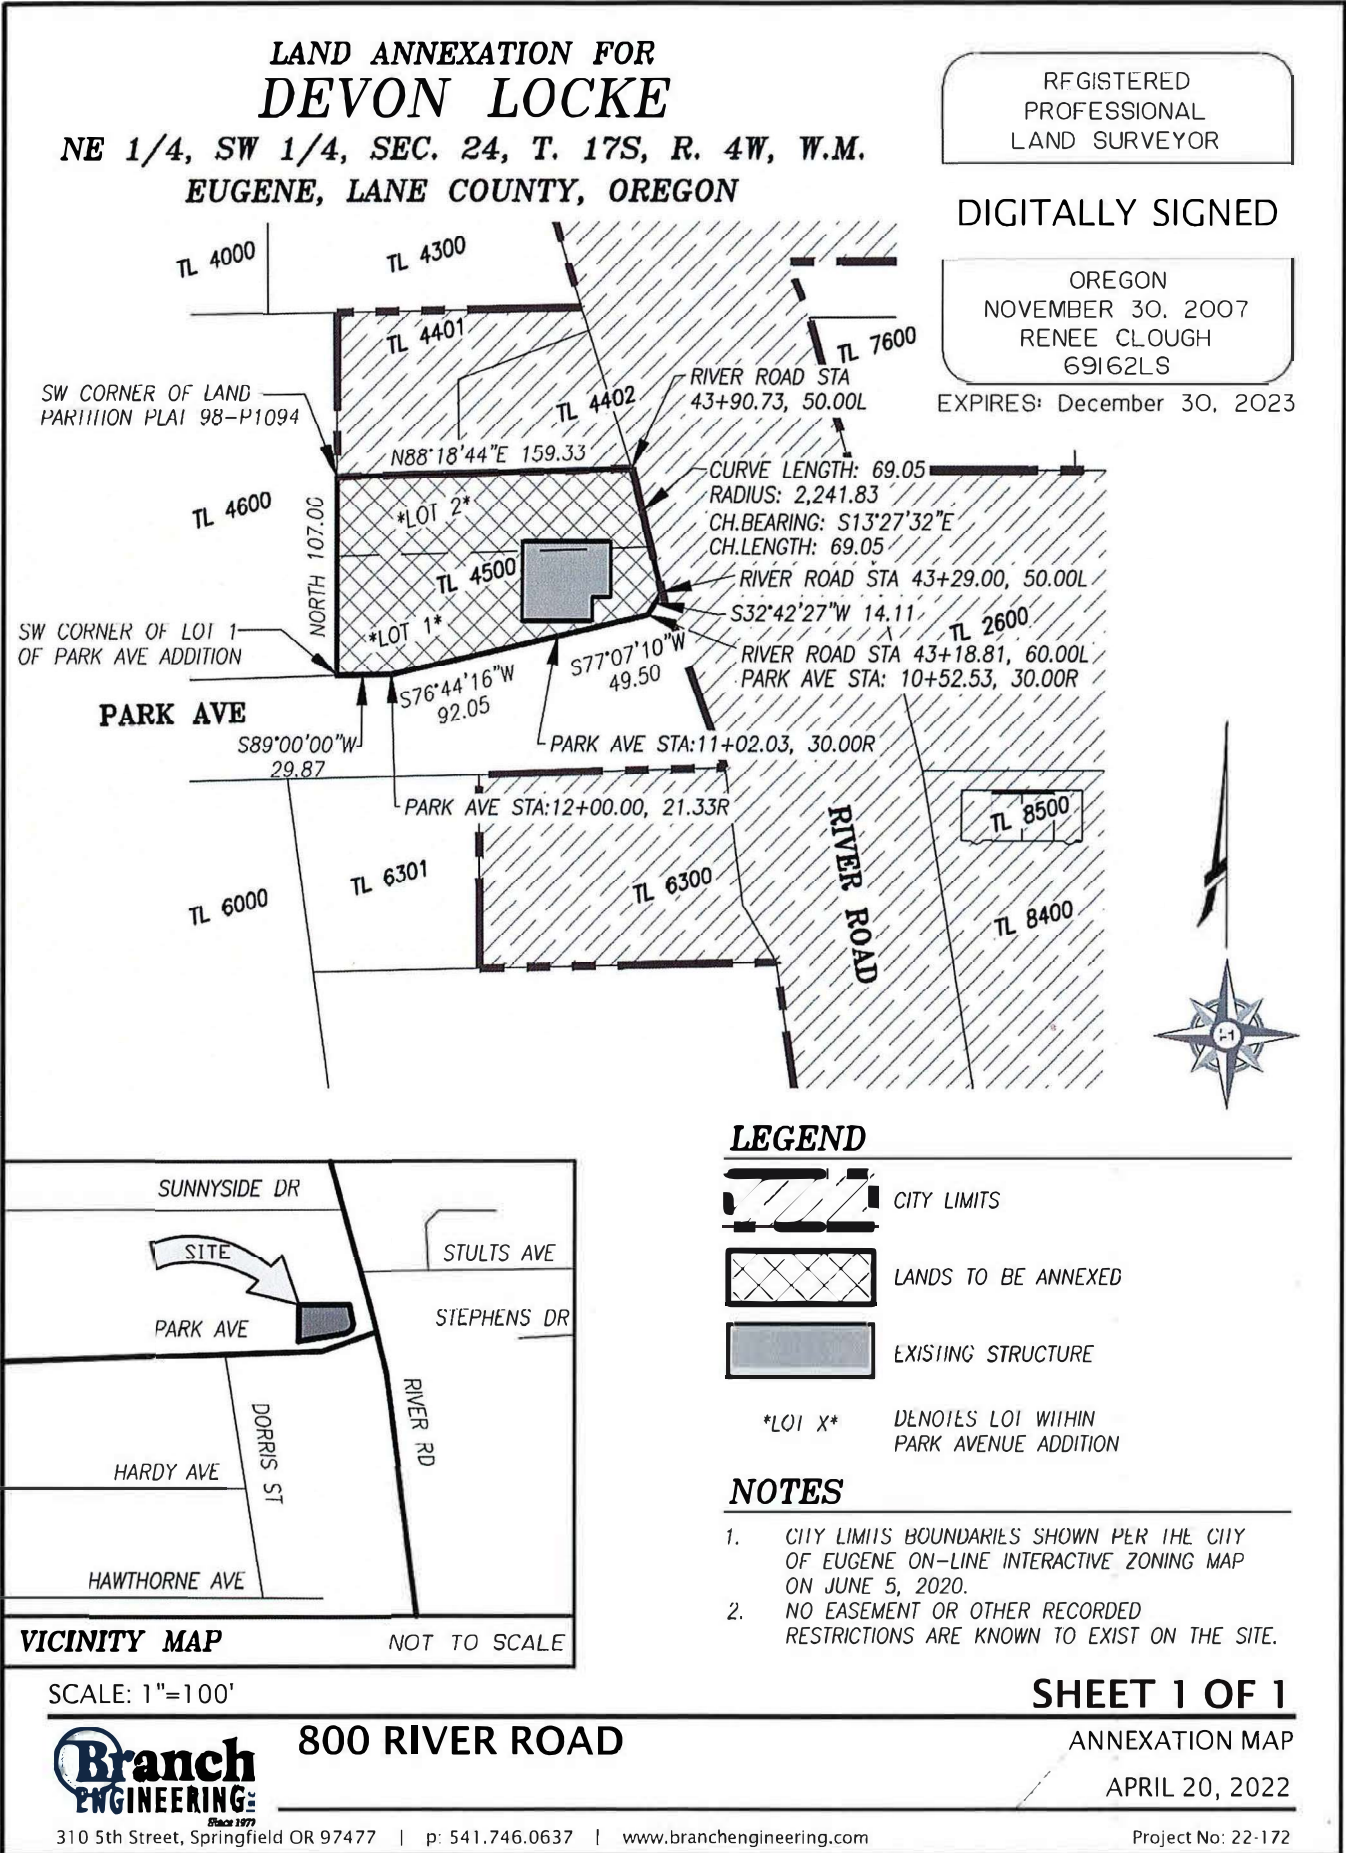 LAND ANNEXATION FOR
DEVON LOCKE
NE 1/4, SW 1/4, SEC. 24, T. 17S, R. 4W, W.M.
EUGENE, LANE COUNTY, OREGON
REGISTERED
PROFESSIONAL
LAND SURVEYOR
DIGITALLY SIGNED
OREGON
NOVEMBER 30, 2007
RENEE CLOUGH
69162LS
EXPIRES: December 30, 2023
TL 4000
TL 4300
TL 4401
TL 7600
TL 4402
RIVER ROAD STA
43+90.73, 50.00L
SW CORNER OF LAND
PARTITION PLAT 98-P1094
N88°18'44"E 159.33
CURVE LENGTH: 69.05
RADIUS: 2,241.83
CH.BEARING: S13°27'32"E
CH.LENGTH: 69.05
TL 4600
NORTH 107.00
*LOT 2*
TL 4500
*LOT 1*
RIVER ROAD STA 43+29.00, 50.00L
S32°42'27"W 14.11
TL 2600
SW CORNER OF LOT 1
OF PARK AVE ADDITION
RIVER ROAD STA 43+18.81, 60.00L
PARK AVE STA: 10+52.53, 30.00R
S77°07'10"W
49.50
S76°44'16"W
92.05
PARK AVE
S89°00'00"W
29.87
PARK AVE STA:11+02.03, 30.00R
PARK AVE STA:12+00.00, 21.33R
RIVER ROAD
TL 8500
TL 6301
TL 6300
TL 6000
TL 8400
LEGEND
CITY LIMITS
LANDS TO BE ANNEXED
EXISTING STRUCTURE
*LOT X*
DENOTES LOT WITHIN
PARK AVENUE ADDITION
NOTES
1. CITY LIMITS BOUNDARIES SHOWN PER THE CITY
OF EUGENE ON-LINE INTERACTIVE ZONING MAP
ON JUNE 5, 2020.
2. NO EASEMENT OR OTHER RECORDED
RESTRICTIONS ARE KNOWN TO EXIST ON THE SITE.
SUNNYSIDE DR
SITE
STULTS AVE
PARK AVE
STEPHENS DR
DORRIS ST
RIVER RD
HARDY AVE
HAWTHORNE AVE
VICINITY MAP
NOT TO SCALE
SCALE: 1"=100'
SHEET 1 OF 1
Branch
ENGINEERING INC
Since 1977
800 RIVER ROAD
ANNEXATION MAP
APRIL 20, 2022
310 5th Street, Springfield OR 97477 | p: 541.746.0637 | www.branchengineering.com
Project No: 22-172